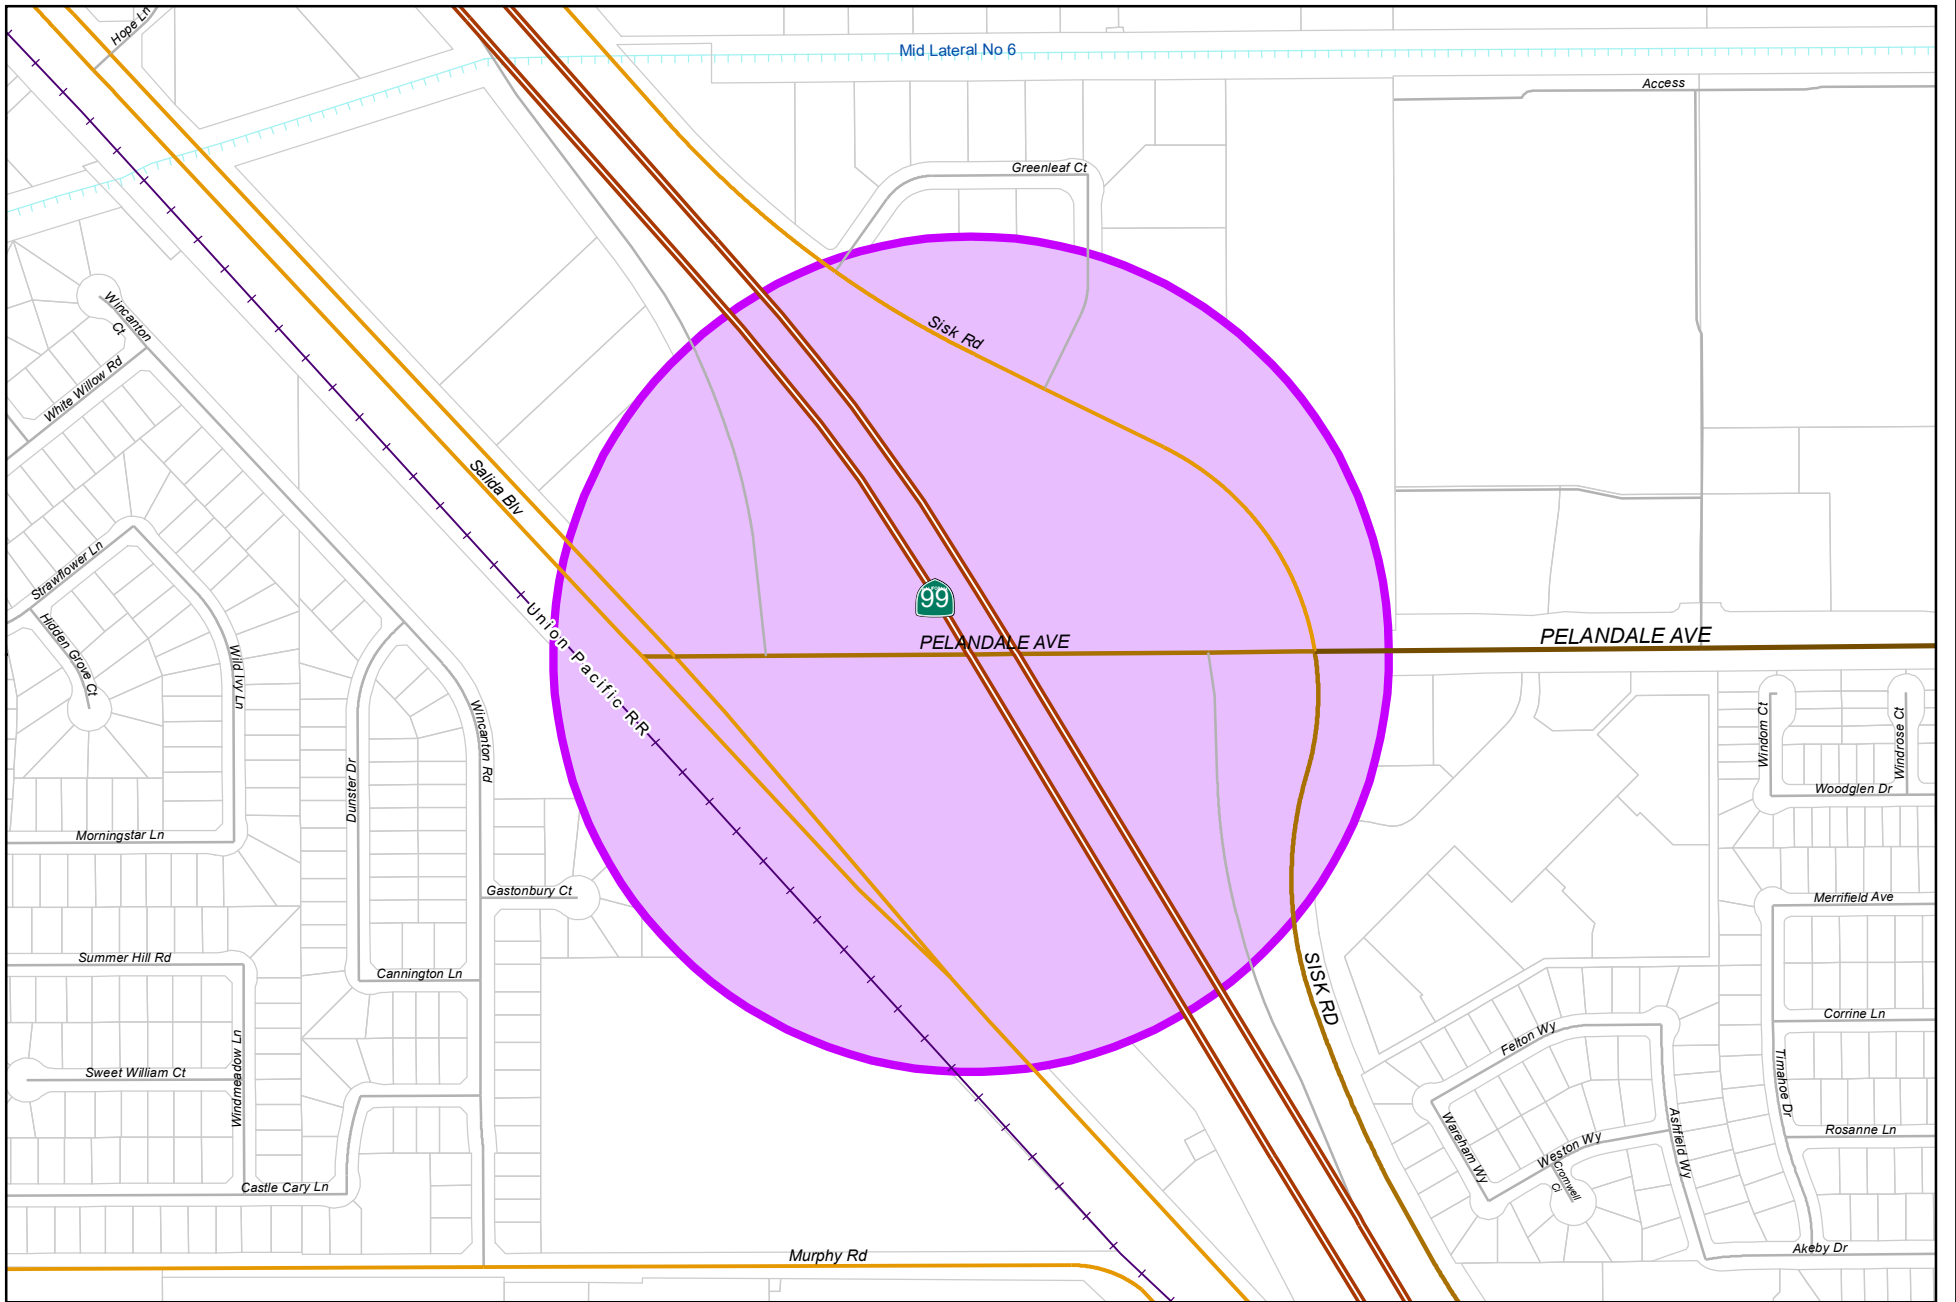 Hope Ln
Mid Lateral No 6
Access
Greenleaf Ct
Wincanton
Ct
White Willow Rd
Sisk Rd
Salida Blv
Strawflower Ln
Hidden Grove Ct
Wild Ivy Ln
Union Pacific RR
99
PELANDALE AVE
PELANDALE AVE
Wincanton Rd
Dunster Dr
Windom Ct
Windrose Ct
Woodglen Dr
Morningstar Ln
Gastonbury Ct
Merrifield Ave
Summer Hill Rd
Cannington Ln
SISK RD
Corrine Ln
Felton Wy
Windmeadow Ln
Sweet William Ct
Timahoe Dr
Wareham Wy
Weston Wy
Ashfield Wy
Rosanne Ln
Cromwell
Ct
Castle Cary Ln
Murphy Rd
Akeby Dr